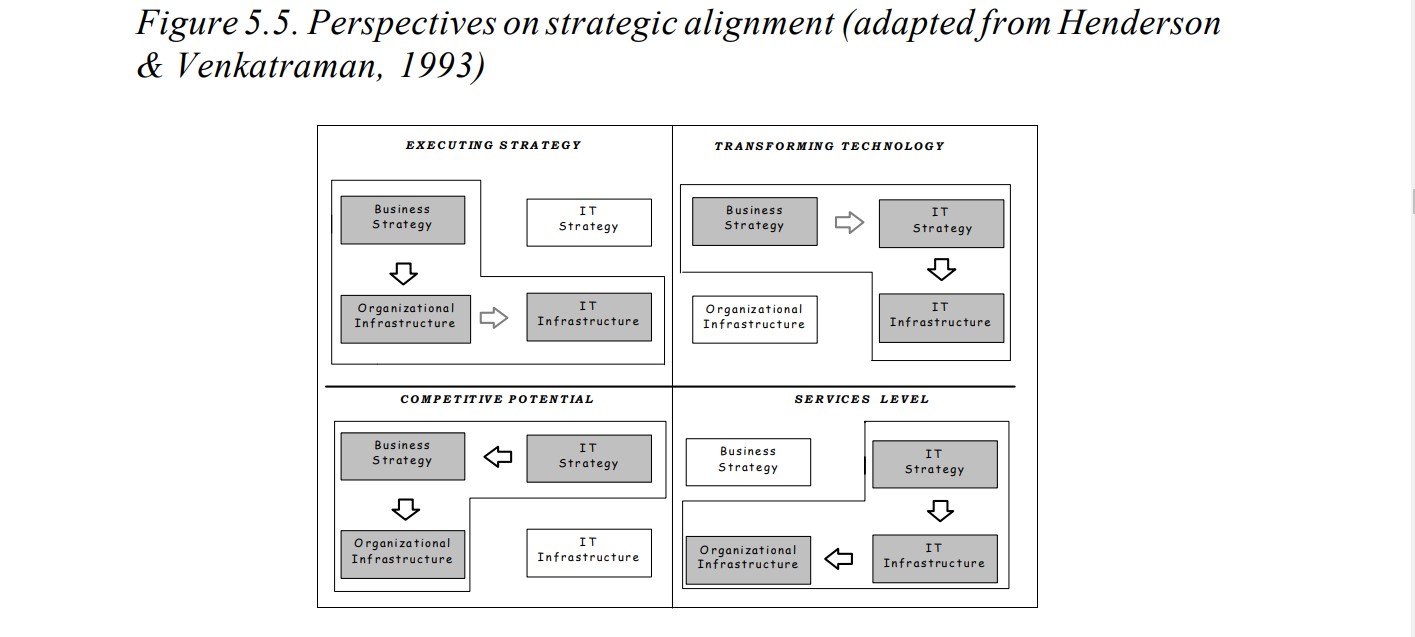 Figure 5.5. Perspectives on strategic alignment (adapted from Henderson
& Venkatraman, 1993)
EXECUTING STRATEGY
Business
Strategy
IT
Strategy
Organizational
Infrastructure
IT
Infrastructure
TRANSFORMING TECHNOLOGY
Business
Strategy
IT
Strategy
Organizational
Infrastructure
IT
Infrastructure
COMPETITIVE POTENTIAL
Business
Strategy
IT
Strategy
Organizational
Infrastructure
IT
Infrastructure
SERVICES LEVEL
Business
Strategy
IT
Strategy
Organizational
Infrastructure
IT
Infrastructure